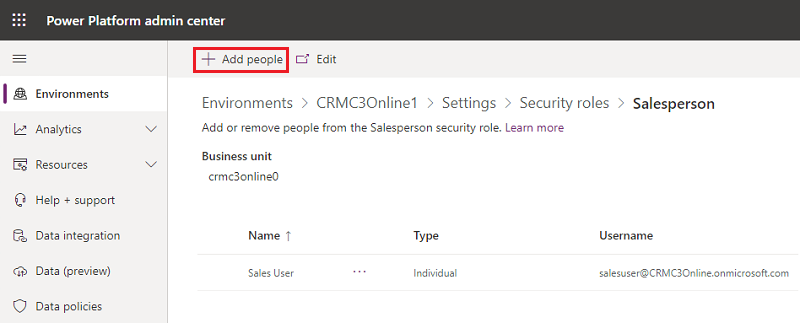 Power Platform admin center
Add people
Edit
Environments
Analytics
Resources
Help + support
Data integration
Data (preview)
Data policies
Environments > CRMC3Online1 > Settings > Security roles > Salesperson
Add or remove people from the Salesperson security role. Learn more
Business unit
crmc3online0
Name ↑ Type Username
Sales User ··· Individual salesuser@CRMC3Online.onmicrosoft.com